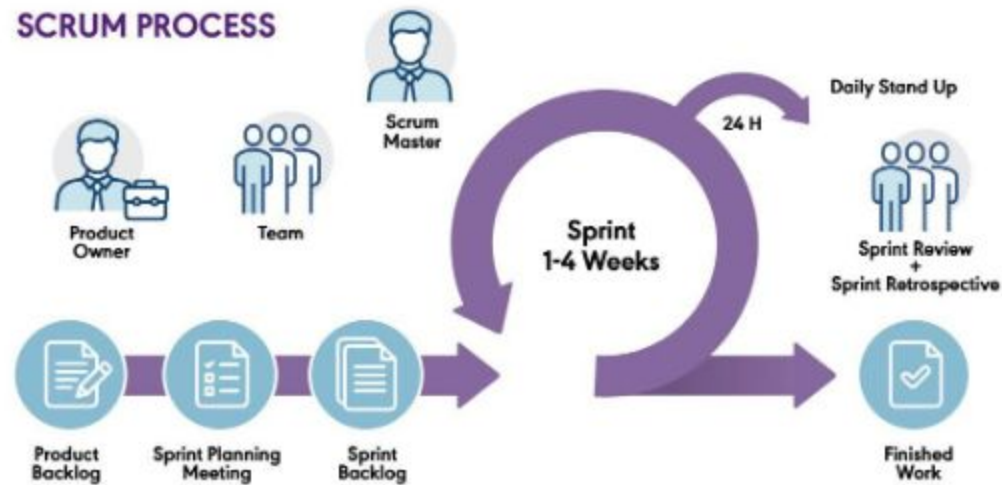 SCRUM PROCESS
Scrum
Master
Product
Owner
Team
Daily Stand Up
24 H
Sprint
1-4 Weeks
Sprint Review
+
Sprint Retrospective
Product
Backlog
Sprint Planning
Meeting
Sprint
Backlog
Finished
Work